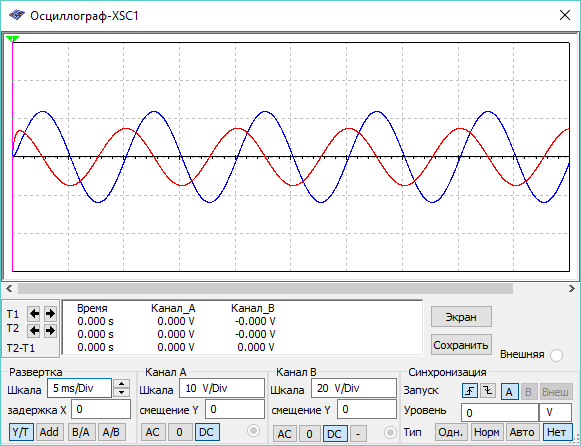 Осциллограф-XSC1
T1
T2
T2-T1
Время Канал_A Канал_B
0.000 s 0.000 V -0.000 V
0.000 s 0.000 V -0.000 V
0.000 s 0.000 V 0.000 V
Экран
Сохранить
Внешняя
Развертка Канал A Канал B Синхронизация
Шкала 5 ms/Div Шкала 10 V/Div Шкала 20 V/Div Запуск A B Внеш
задержка X 0 смещение Y 0 смещение Y 0 Уровень 0 V
Y/T Add B/A A/B AC 0 DC AC 0 DC - Тип Одн. Норм Авто Нет